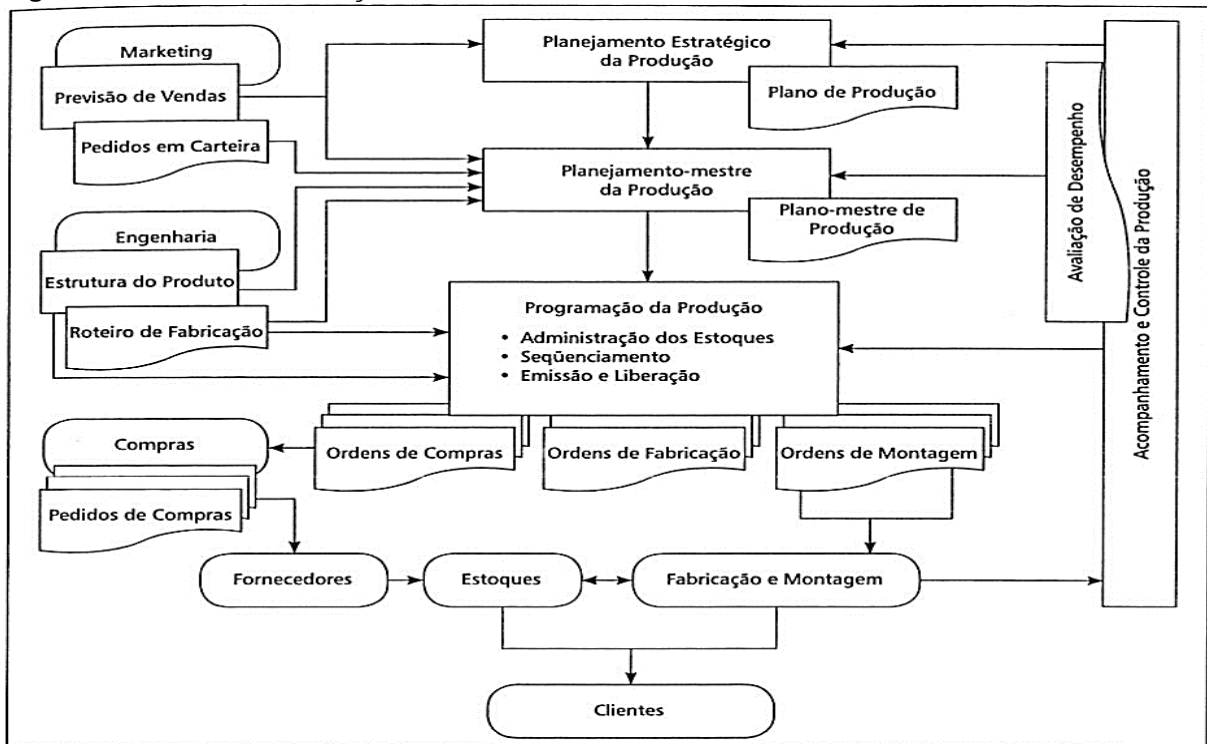 Marketing
Previsão de Vendas
Pedidos em Carteira
Planejamento Estratégico
da Produção
Plano de Produção
Planejamento-mestre
da Produção
Plano-mestre de
Produção
Engenharia
Estrutura do Produto
Roteiro de Fabricação
Programação da Produção
• Administração dos Estoques
• Seqüenciamento
• Emissão e Liberação
Avaliação de Desempenho
Acompanhamento e Controle da Produção
Compras
Pedidos de Compras
Ordens de Compras
Ordens de Fabricação
Ordens de Montagem
Fornecedores
Estoques
Fabricação e Montagem
Clientes